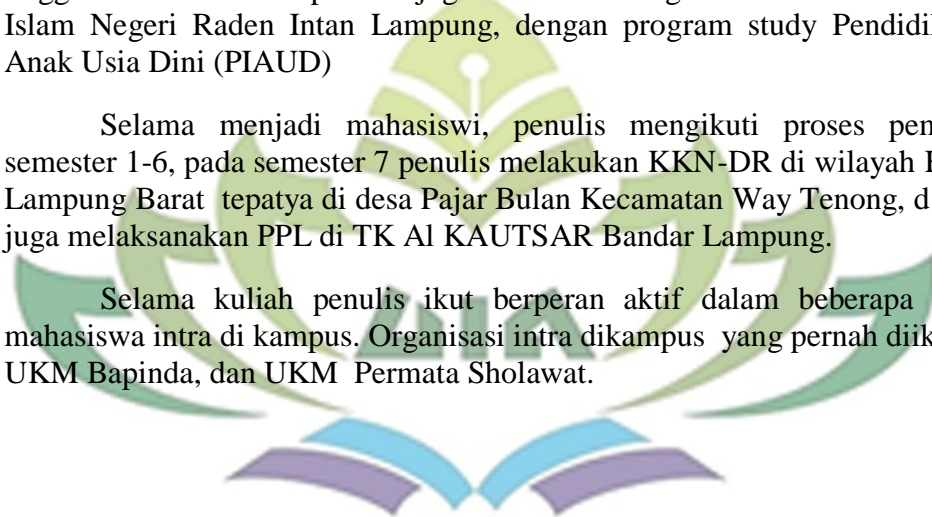 Islam Negeri Raden Intan Lampung, dengan program study
Anak Usia Dini (PIAUD)
Selama menjadi mahasiswi, penulis mengikuti proses
semester 1-6, pada semester 7 penulis melakukan KKN-DR di wilayah
Lampung Barat tepatya di desa Pajar Bulan Kecamatan Way Tenong,
juga melaksanakan PPL di TK Al KAUTSAR Bandar Lampung.
Selama kuliah penulis ikut berperan aktif dalam beberapa
mahasiswa intra di kampus. Organisasi intra dikampus yang pernah
UKM Bapinda, dan UKM Permata Sholawat.